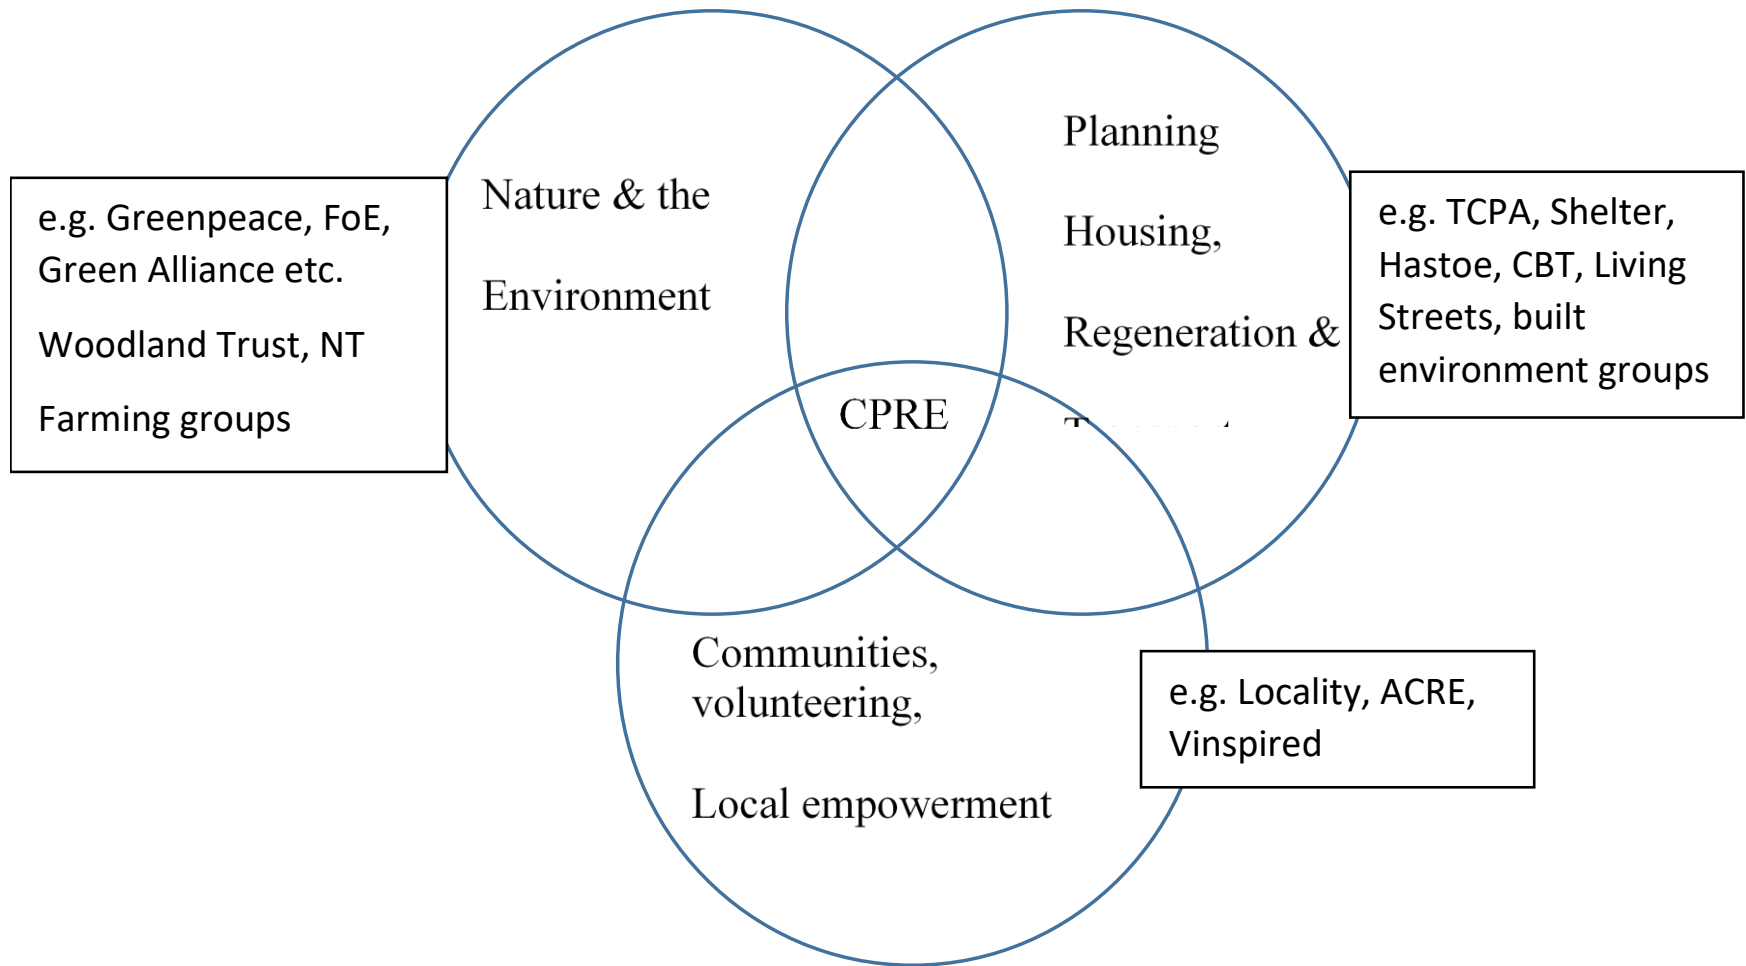 e.g. Greenpeace, FoE,
Green Alliance etc.
Woodland Trust, NT
Farming groups
Nature & the
Environment
Planning
Housing,
Regeneration &
e.g. TCPA, Shelter,
Hastoe, CBT, Living
Streets, built
environment groups
CPRE
Communities,
volunteering,
Local empowerment
e.g. Locality, ACRE,
Vinspired